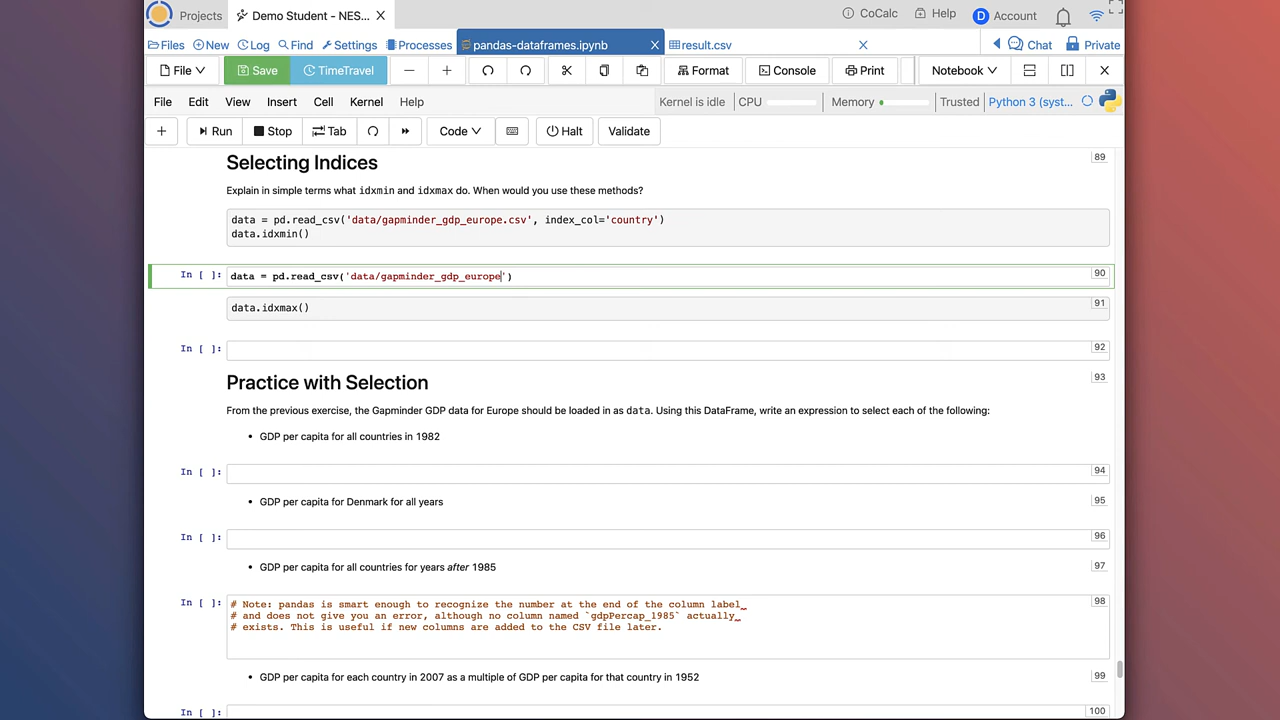 Projects
Demo Student - NES...
CoCalc
Help
Account
Files New Log Find Settings Processes pandas-dataframes.ipynb result.csv Chat Private
File Save TimeTravel Format Console Print Notebook
File Edit View Insert Cell Kernel Help Kernel is idle CPU Memory Trusted Python 3 (syst...
Run Stop Tab Code Halt Validate
Selecting Indices 89
Explain in simple terms what idxmin and idxmax do. When would you use these methods?
data = pd.read_csv('data/gapminder_gdp_europe.csv', index_col='country')
data.idxmin()
In [ ]: data = pd.read_csv('data/gapminder_gdp_europe') 90
data.idxmax() 91
In [ ]: 92
Practice with Selection 93
From the previous exercise, the Gapminder GDP data for Europe should be loaded in as data. Using this DataFrame, write an expression to select each of the following:
• GDP per capita for all countries in 1982
In [ ]: 94
• GDP per capita for Denmark for all years 95
In [ ]: 96
• GDP per capita for all countries for years after 1985 97
In [ ]: # Note: pandas is smart enough to recognize the number at the end of the column label 98
# and does not give you an error, although no column named `gdpPercap_1985` actually
# exists. This is useful if new columns are added to the CSV file later.
• GDP per capita for each country in 2007 as a multiple of GDP per capita for that country in 1952 99
In [ ]: 100